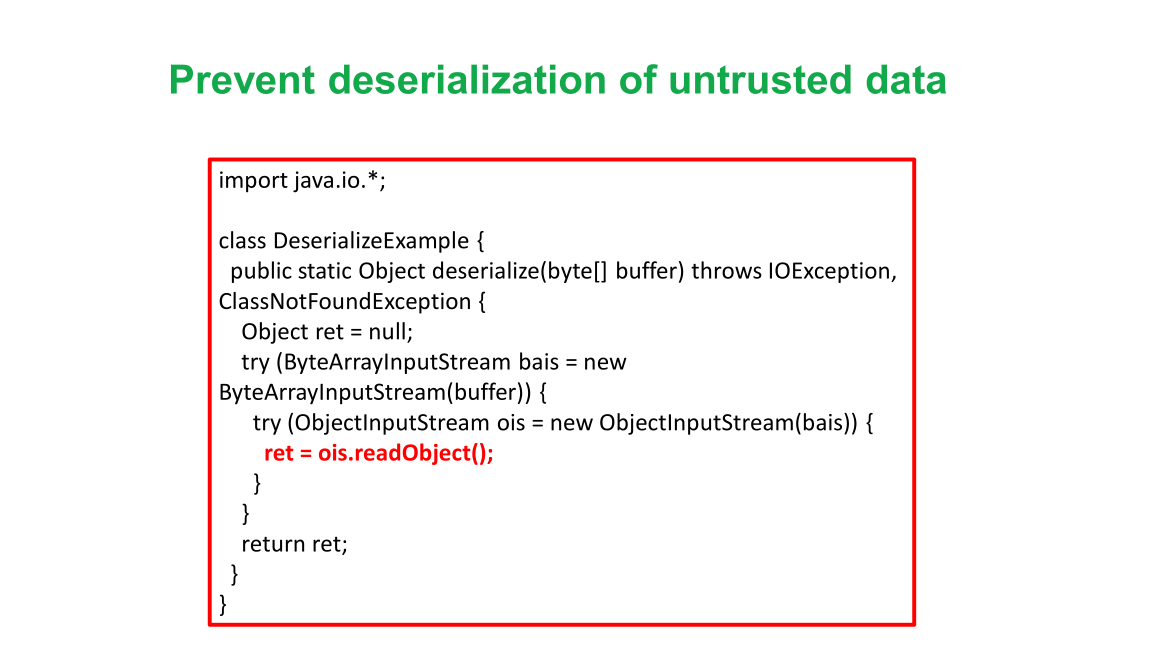 Prevent deserialization of untrusted data
import java.io.*;
class DeserializeExample {
public static Object deserialize(byte[] buffer) throws IOException,
ClassNotFoundException {
Object ret = null;
try (ByteArrayInputStream bais = new
ByteArrayInputStream(buffer)) {
try (ObjectInputStream ois = new ObjectInputStream(bais)) {
ret = ois.readObject();
}
}
return ret;
}
}